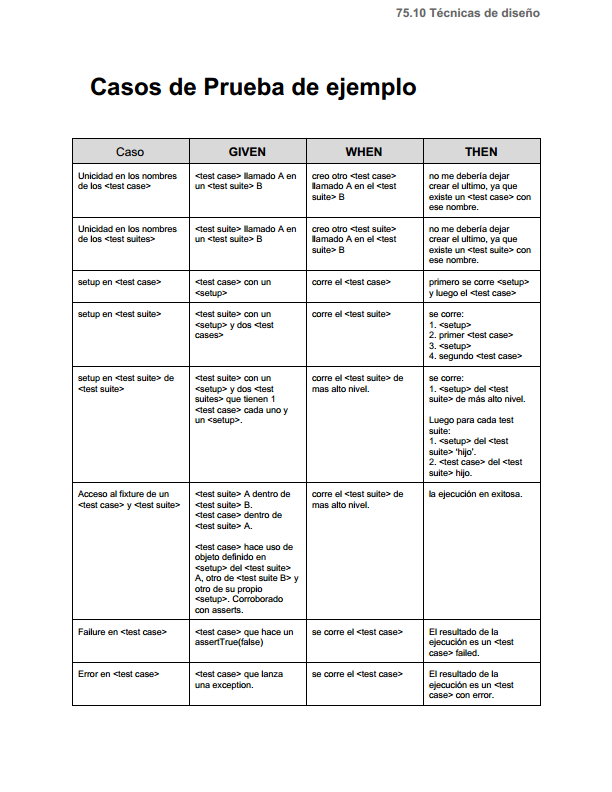 75.10 Técnicas de diseño
Casos de Prueba de ejemplo
Caso
GIVEN
WHEN
THEN
Unicidad en los nombres
de los <test case>
<test case> llamado A en
un <test suite> B
creo otro <test case>
llamado A en el <test
suite> B
no me debería dejar
crear el ultimo, ya que
existe un <test case> con
ese nombre.
Unicidad en los nombres
de los <test suites>
<test suite> llamado A en
un <test suite> B
creo otro <test suite>
llamado A en el <test
suite> B
no me debería dejar
crear el ultimo, ya que
existe un <test suite> con
ese nombre.
setup en <test case>
<test case> con un
<setup>
corre el <test case>
primero se corre <setup>
y luego el <test case>
setup en <test suite>
<test suite> con un
<setup> y dos <test
cases>
corre el <test suite>
se corre:
1. <setup>
2. primer <test case>
3. <setup>
4. segundo <test case>
setup en <test suite> de
<test suite>
<test suite> con un
<setup> y dos <test
suites> que tienen 1
<test case> cada uno y
un <setup>.
corre el <test suite> de
mas alto nivel.
se corre:
1. <setup> del <test
suite> de más alto nivel.
Luego para cada test
suite:
1. <setup> del <test
suite> 'hijo'.
2. <test case> del <test
suite> hijo.
Acceso al fixture de un
<test case> y <test suite>
<test suite> A dentro de
<test suite> B.
<test case> dentro de
<test suite> A.
<test case> hace uso de
objeto definido en
<setup> del <test suite>
A, otro de <test suite B> y
otro de su propio
<setup>. Corroborado
con asserts.
corre el <test suite> de
mas alto nivel.
la ejecución en exitosa.
Failure en <test case>
<test case> que hace un
assertTrue(false)
se corre el <test case>
El resultado de la
ejecución es un <test
case> failed.
Error en <test case>
<test case> que lanza
una exception.
se corre el <test case>
El resultado de la
ejecución es un <test
case> con error.